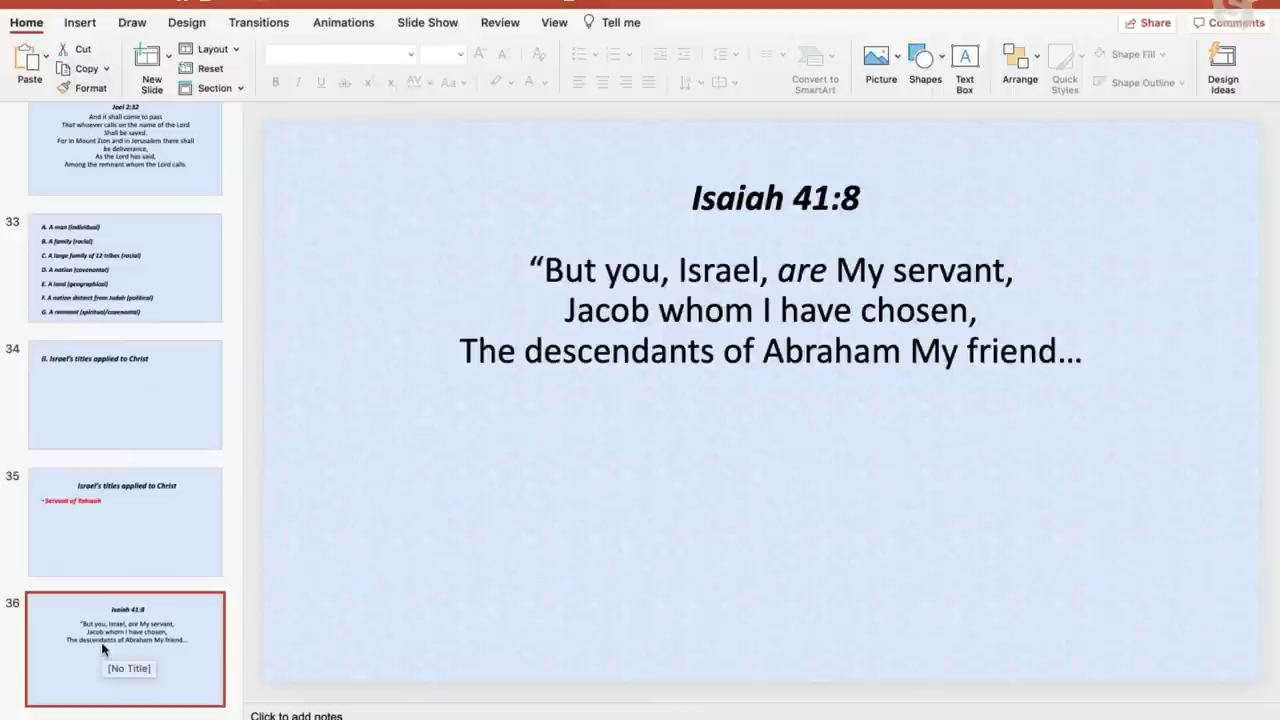 Home Insert Draw Design Transitions Animations Slide Show Review View Tell me Share Comments
Paste Cut Copy Format New Slide Layout Reset Section Convert to SmartArt Picture Shapes Text Box Arrange Quick Styles Shape Fill Shape Outline Design Ideas
Joel 2:32
And it shall come to pass
That whoever calls on the name of the Lord
Shall be saved.
For in Mount Zion and in Jerusalem there shall
be deliverance,
As the Lord has said,
Among the remnant whom the Lord calls.
33
A. A man (individual)
B. A family (racial)
C. A large family of 12 tribes (racial)
D. A nation (covenantal)
E. A land (geographical)
F. A nation distinct from Judah (political)
G. A remnant (spiritual/covenantal)
34
II. Israel's titles applied to Christ
35
Israel's titles applied to Christ
• Servant of Yahweh
36
Isaiah 41:8
“But you, Israel, are My servant,
Jacob whom I have chosen,
The descendants of Abraham My friend...
[No Title]
Isaiah 41:8
“But you, Israel, are My servant,
Jacob whom I have chosen,
The descendants of Abraham My friend...
Click to add notes